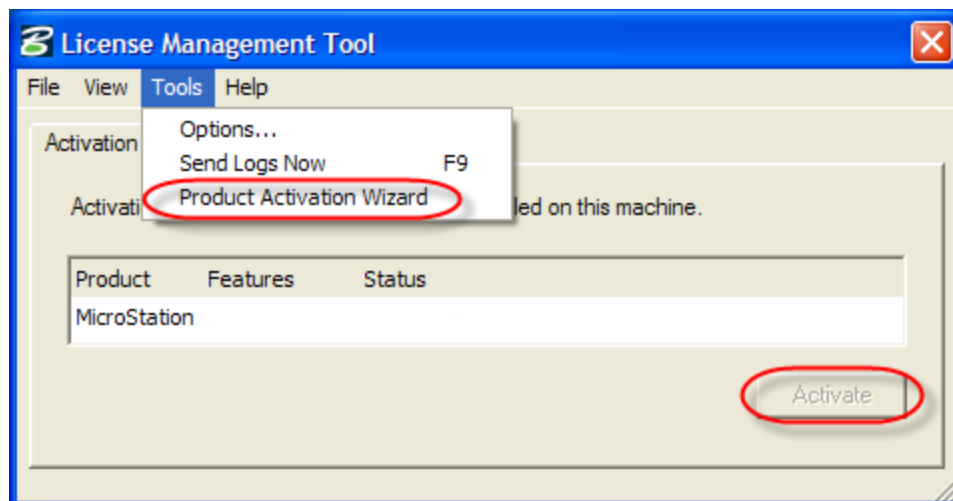 License Management Tool
File View Tools Help
Activation
Options...
Send Logs Now F9
Product Activation Wizard
Activati led on this machine.
Product Features Status
MicroStation
Activate